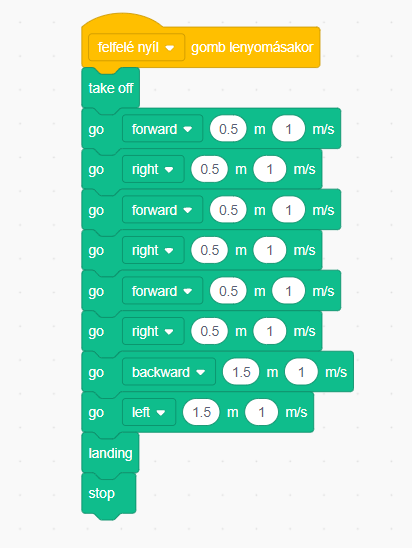 felfelé nyíl gomb lenyomásakor
take off
go forward 0.5 m 1 m/s
go right 0.5 m 1 m/s
go forward 0.5 m 1 m/s
go right 0.5 m 1 m/s
go forward 0.5 m 1 m/s
go right 0.5 m 1 m/s
go backward 1.5 m 1 m/s
go left 1.5 m 1 m/s
landing
stop